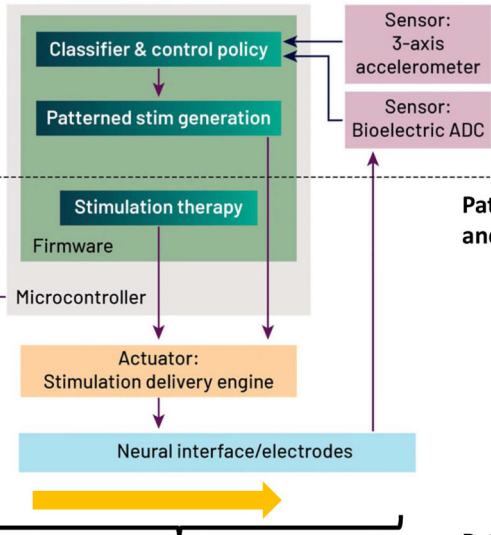 Classifier & control policy
Sensor:
3-axis
accelerometer
Patterned stim generation
Sensor:
Bioelectric ADC
Stimulation therapy
Firmware
Microcontroller
Actuator:
Stimulation delivery engine
Neural interface/electrodes